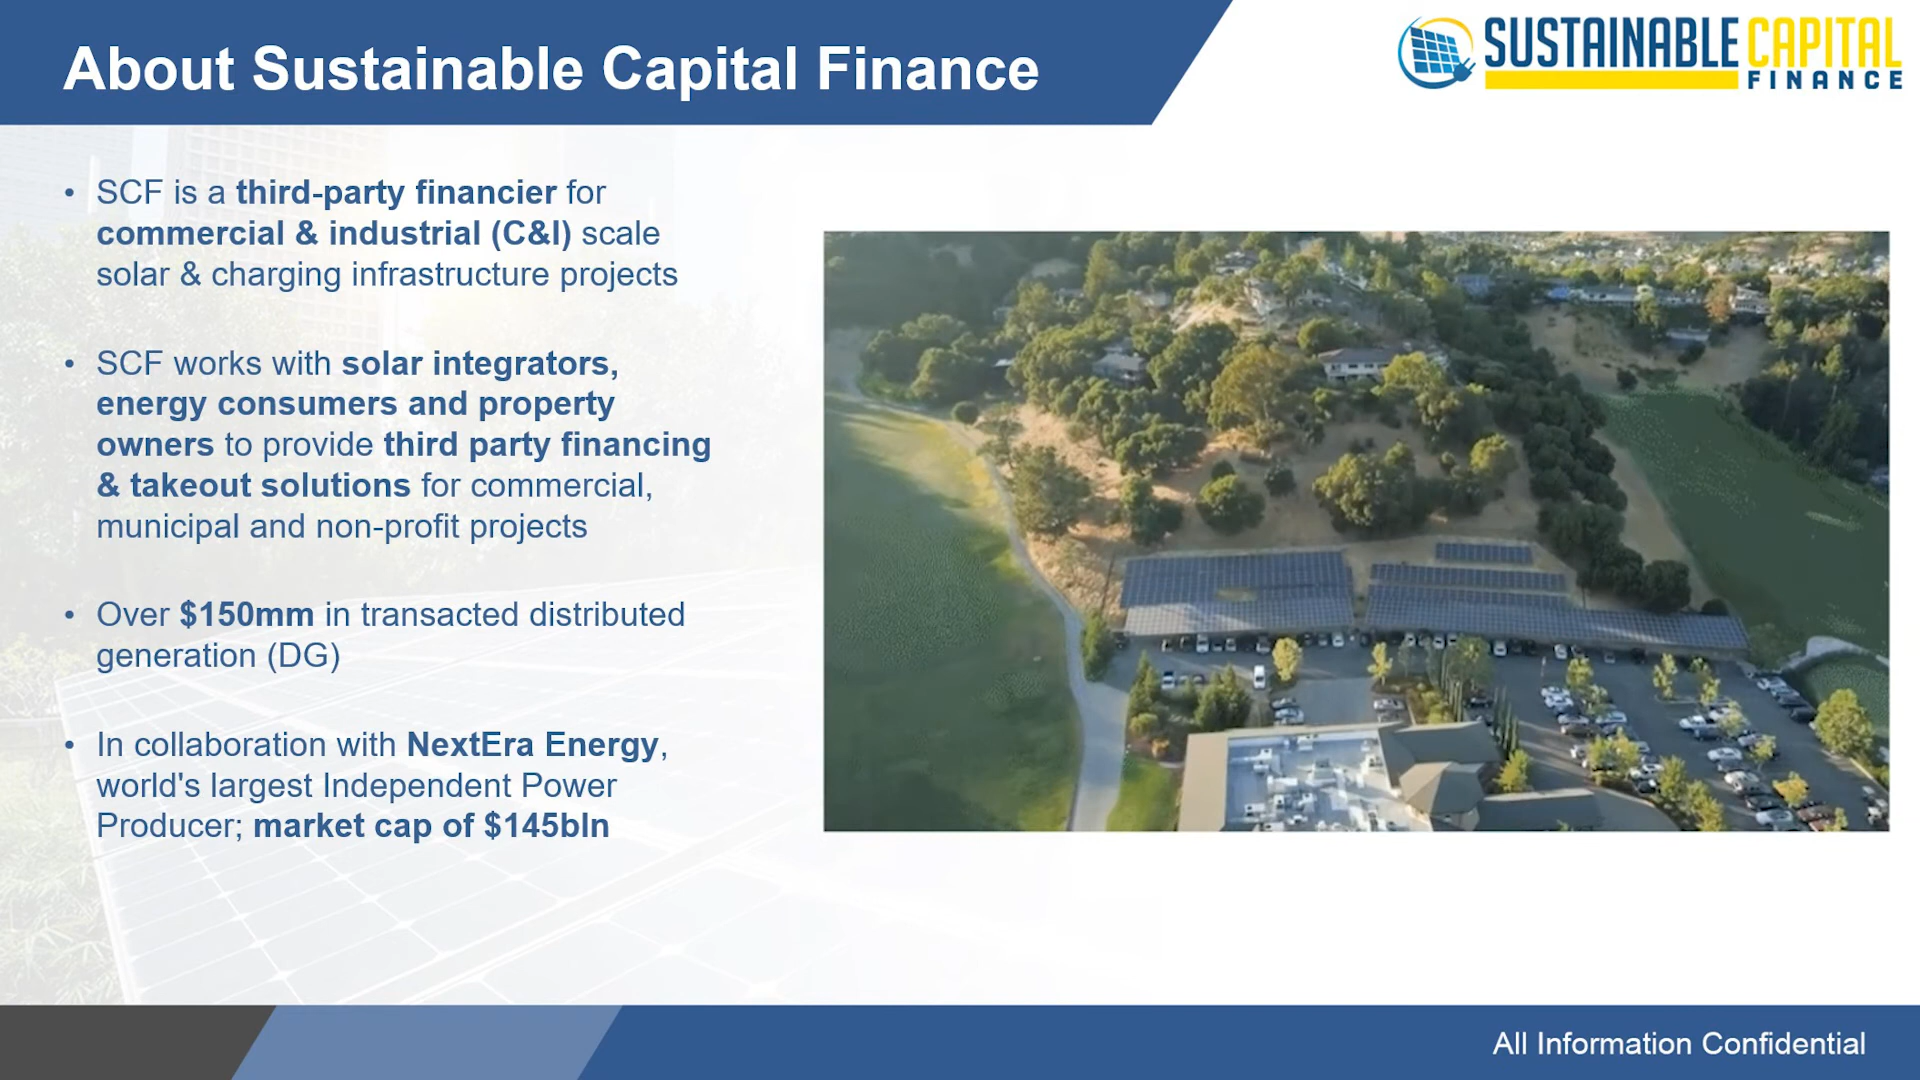 About Sustainable Capital Finance
SUSTAINABLE CAPITAL
FINANCE
• SCF is a third-party financier for
commercial & industrial (C&I) scale
solar & charging infrastructure projects
• SCF works with solar integrators,
energy consumers and property
owners to provide third party financing
& takeout solutions for commercial,
municipal and non-profit projects
• Over $150mm in transacted distributed
generation (DG)
• In collaboration with NextEra Energy,
world's largest Independent Power
Producer; market cap of $145bln
All Information Confidential